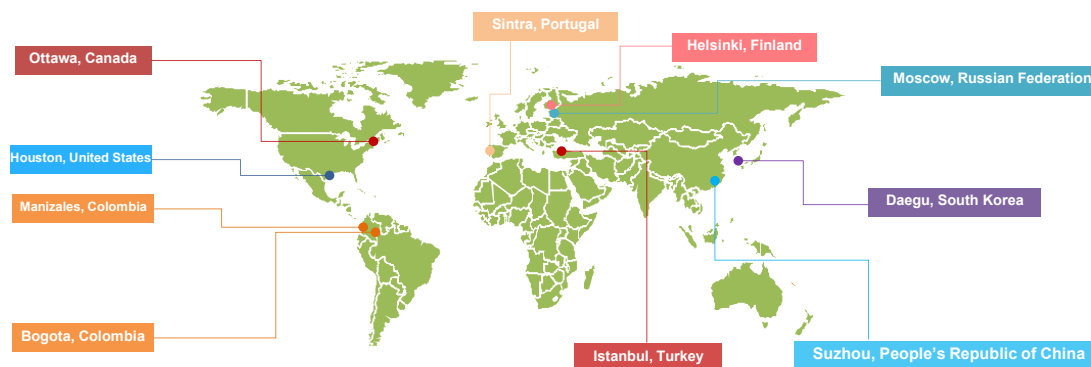 Sintra, Portugal
Helsinki, Finland
Ottawa, Canada
Moscow, Russian Federation
Houston, United States
Manizales, Colombia
Daegu, South Korea
Bogota, Colombia
Istanbul, Turkey
Suzhou, People’s Republic of China